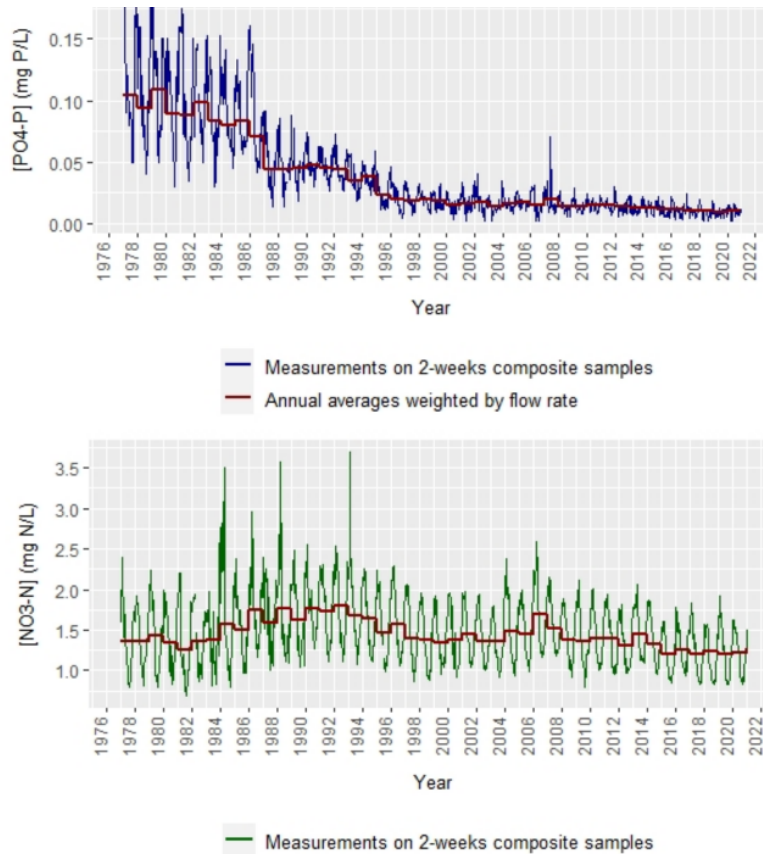 [PO4-P] (mg P/L)
0.15
0.10
0.05
0.00
1976 1978 1980 1982 1984 1986 1988 1990 1992 1994 1996 1998 2000 2002 2004 2006 2008 2010 2012 2014 2016 2018 2020 2022
Year
Measurements on 2-weeks composite samples
Annual averages weighted by flow rate
[NO3-N] (mg N/L)
3.5
3.0
2.5
2.0
1.5
1.0
1976 1978 1980 1982 1984 1986 1988 1990 1992 1994 1996 1998 2000 2002 2004 2006 2008 2010 2012 2014 2016 2018 2020 2022
Year
Measurements on 2-weeks composite samples